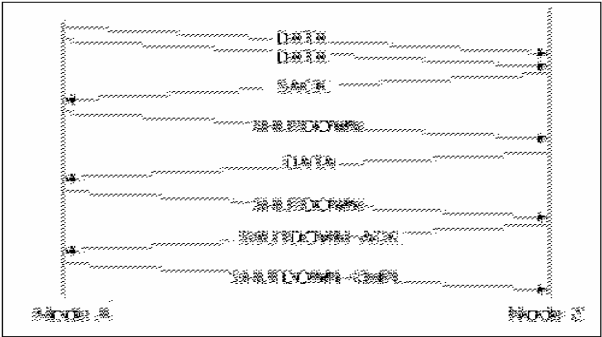 DATA
DATA
SACK
SHUTDOWN
DATA
SHUTDOWN
SHUTDOWN-ACK
Node A Node Z